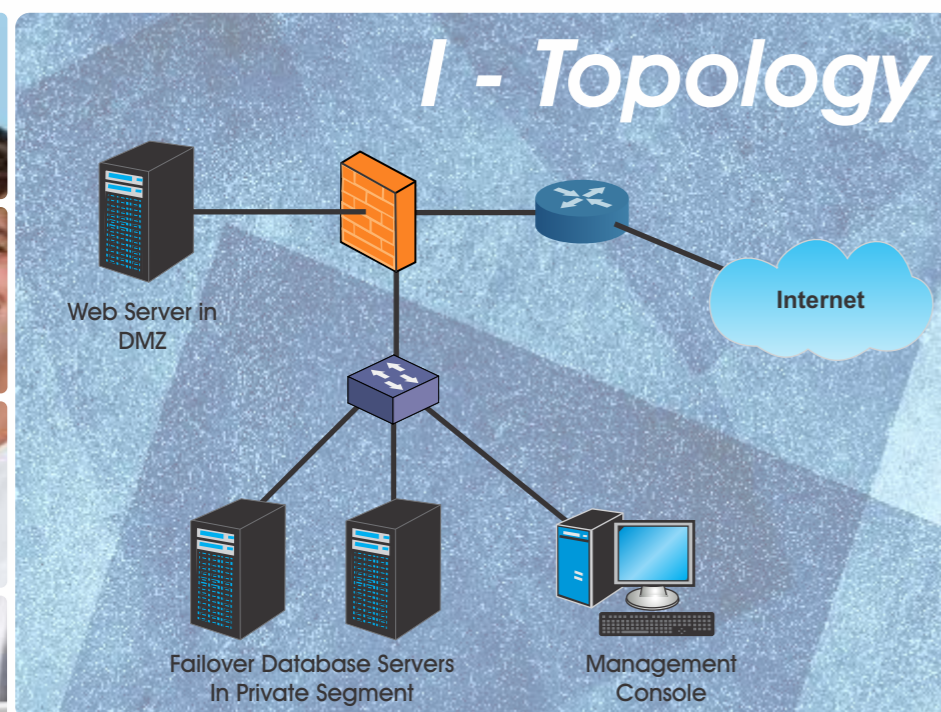 I - Topology
Web Server in
DMZ
Internet
Failover Database Servers
In Private Segment
Management
Console